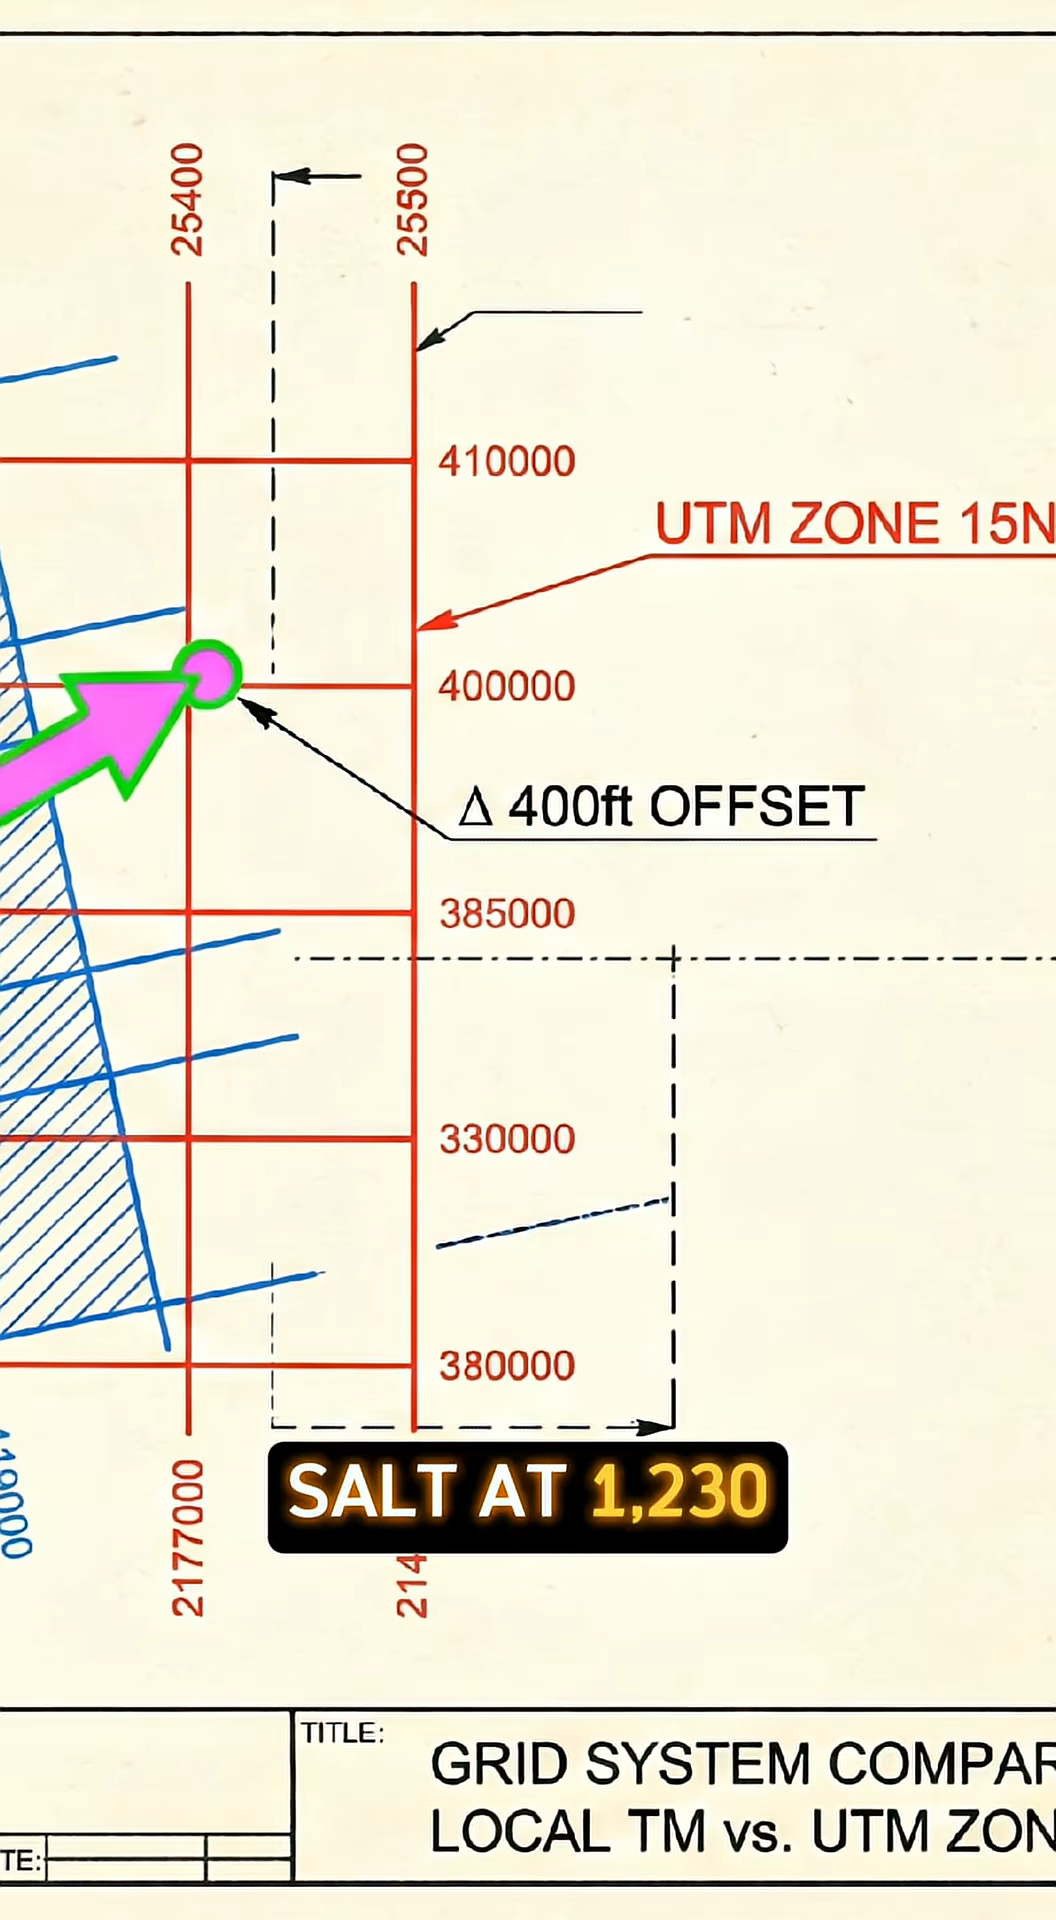 25400
25500
410000
UTM ZONE 15N
400000
Δ 400ft OFFSET
385000
330000
380000
2177000
214
SALT AT 1,230
TITLE:
GRID SYSTEM COMPAR
LOCAL TM vs. UTM ZON
TE: